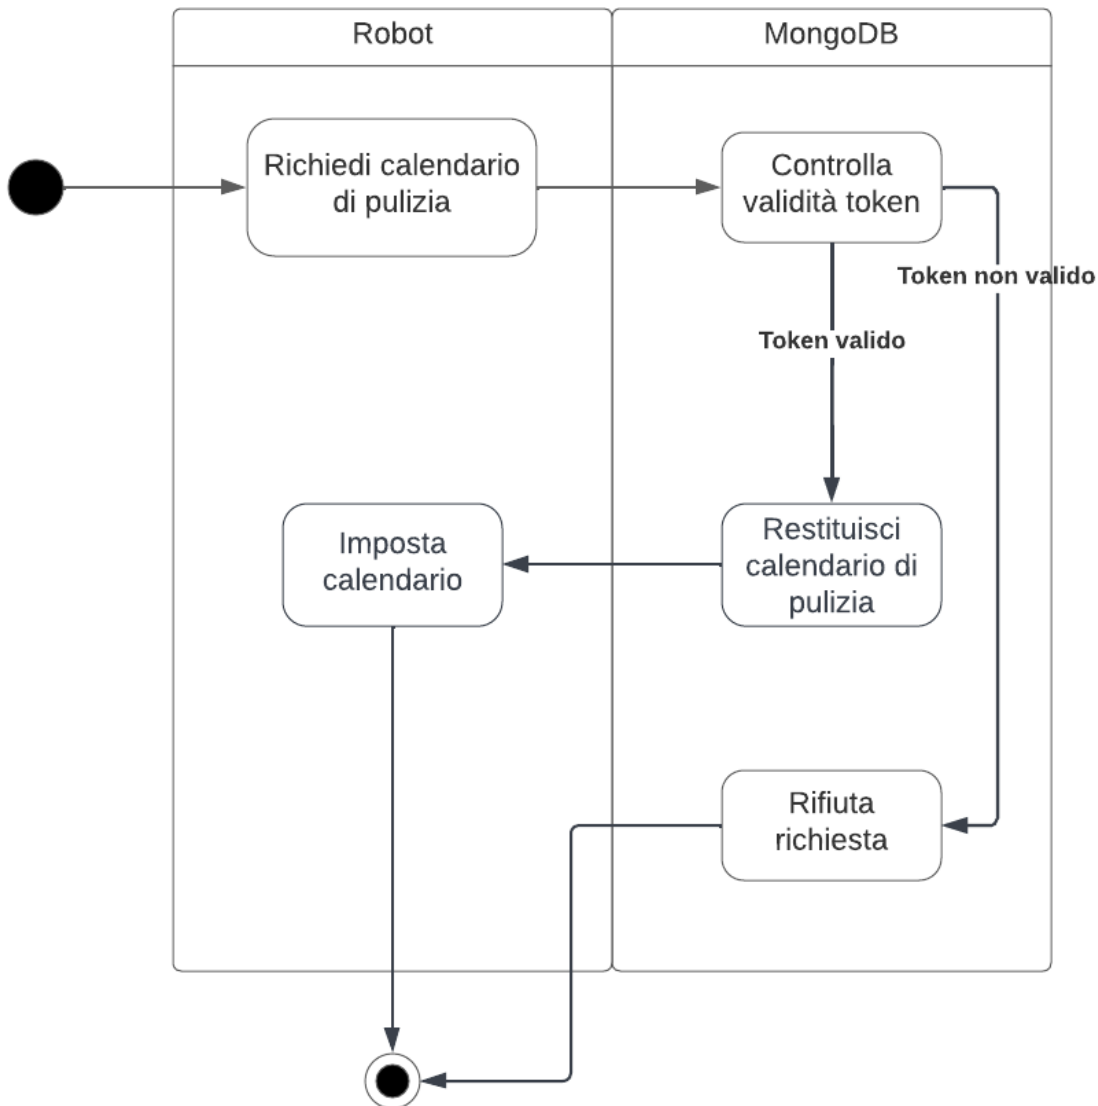 Robot
MongoDB
Richiedi calendario
di pulizia
Controlla
validità token
Token non valido
Token valido
Imposta
calendario
Restituisci
calendario di
pulizia
Rifiuta
richiesta